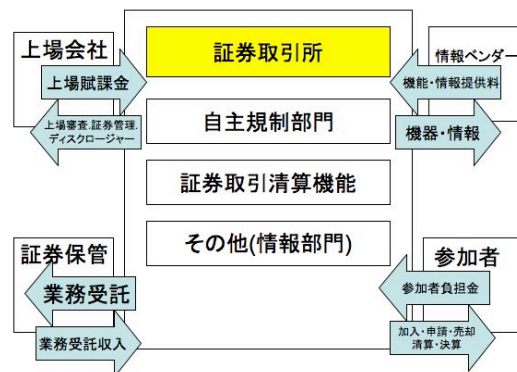 上場会社
上場賦課金
上場審査.証券管理.
ディスクロージャー
証券取引所
自主規制部門
証券取引清算機能
その他(情報部門)
情報ベンダー
機能・情報提供料
機器・情報
証券保管
業務受託
業務受託収入
参加者
参加者負担金
加入・申請・売却
清算・決算